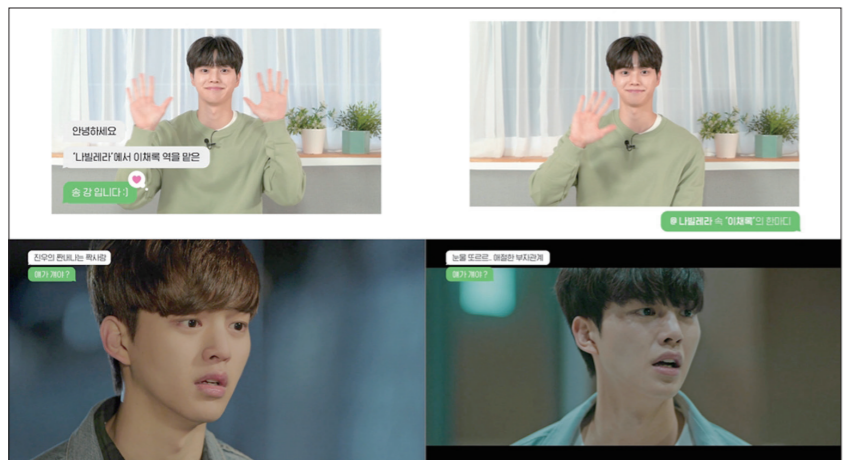 안녕하세요
'나빌레라'에서 이채록 역을 맡은
송 강 입니다 :]
나빌레라 속 '이채록'의 한마디
진우의 짠내나는 짝사랑
얘가 걔야 ?
눈물 또르르.. 애절한 부자관계
얘가 걔야 ?